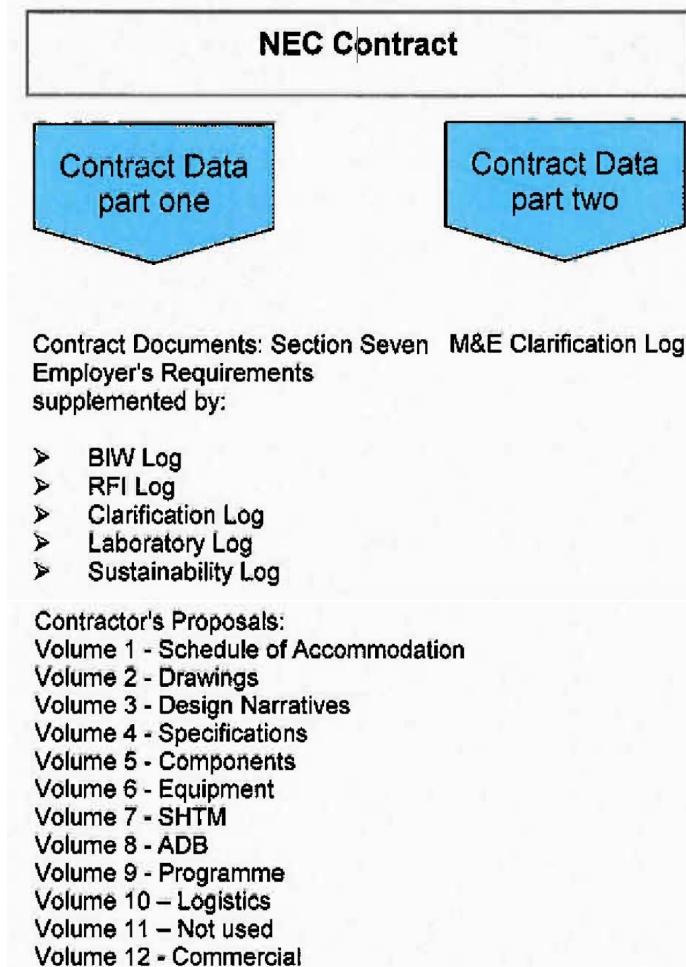 NEC Contract
Contract Data
part one
Contract Data
part two
Contract Documents: Section Seven
Employer's Requirements
supplemented by:
M&E Clarification Log
➢ BIW Log
➢ RFI Log
➢ Clarification Log
➢ Laboratory Log
➢ Sustainability Log
Contractor's Proposals:
Volume 1 - Schedule of Accommodation
Volume 2 - Drawings
Volume 3 - Design Narratives
Volume 4 - Specifications
Volume 5 - Components
Volume 6 - Equipment
Volume 7 - SHTM
Volume 8 - ADB
Volume 9 - Programme
Volume 10 – Logistics
Volume 11 – Not used
Volume 12 - Commercial